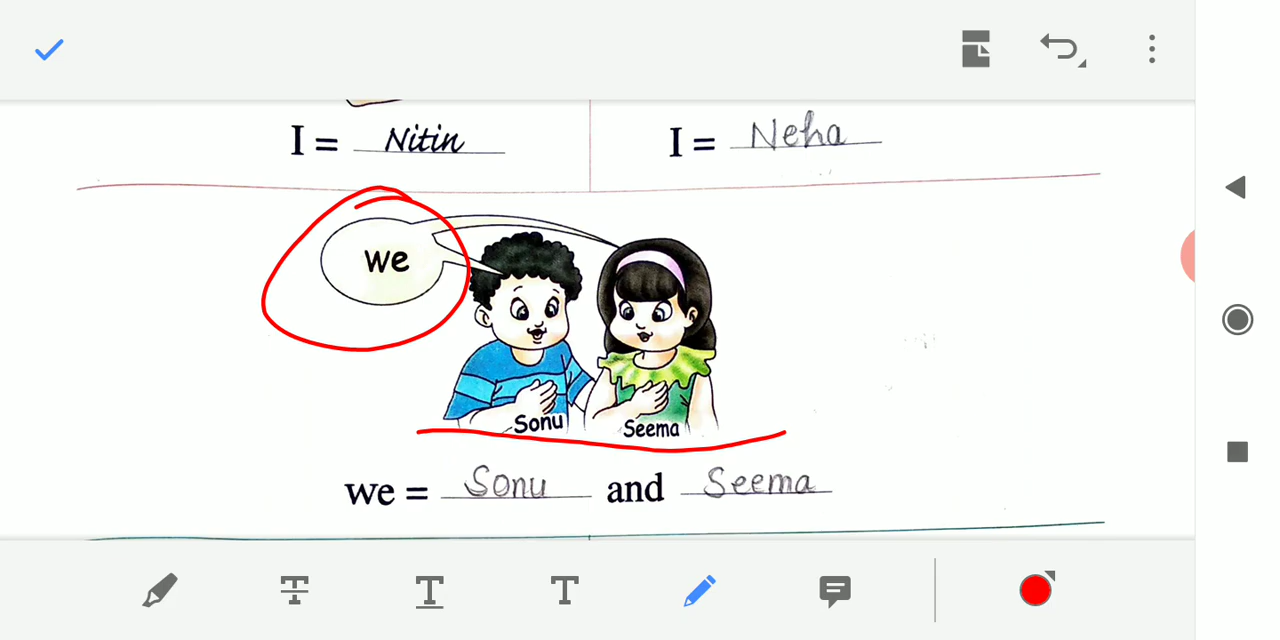 I = Nitin I = Neha
we
Sonu Seema
we = Sonu and Seema